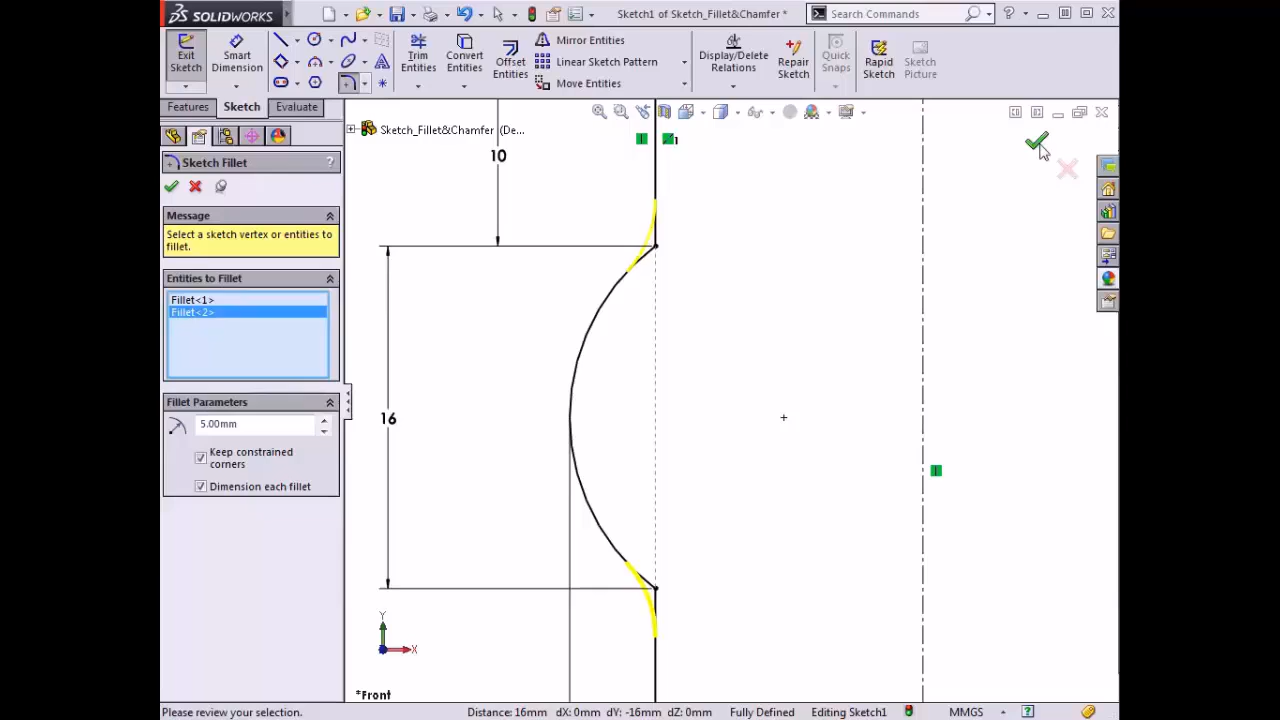 SOLIDWORKS
Sketch1 of Sketch_Fillet&Chamfer *
Search Commands
?
Exit Sketch
Smart Dimension
Trim Entities
Convert Entities
Offset Entities
Mirror Entities
Linear Sketch Pattern
Move Entities
Display/Delete Relations
Repair Sketch
Quick Snaps
Rapid Sketch
Sketch Picture
Features
Sketch
Evaluate
Sketch_Fillet&Chamfer (De...
1
10
Sketch Fillet
?
Message
Select a sketch vertex or entities to
fillet.
Entities to Fillet
Fillet<1>
Fillet<2>
Fillet Parameters
5.00mm
Keep constrained
corners
Dimension each fillet
16
Y
X
*Front
Please review your selection.
Distance: 16mm dX: 0mm dY: -16mm dZ: 0mm
Fully Defined
Editing Sketch1
MMGS
?